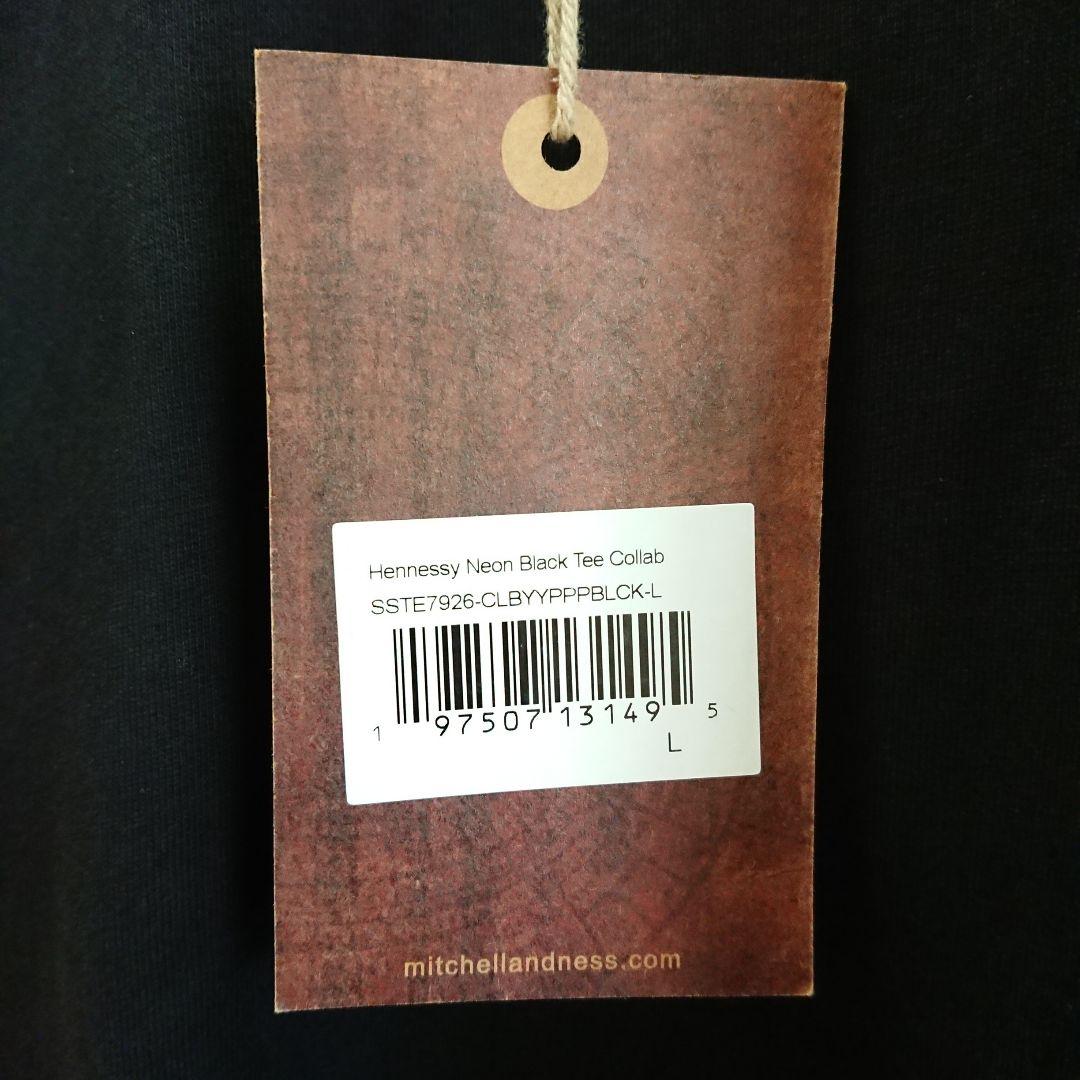 Hennessy Neon Black Tee Collab
SSTE7926-CLBYYPPPBLCK-L
1 97507 13149 5
L
mitchellandness.com